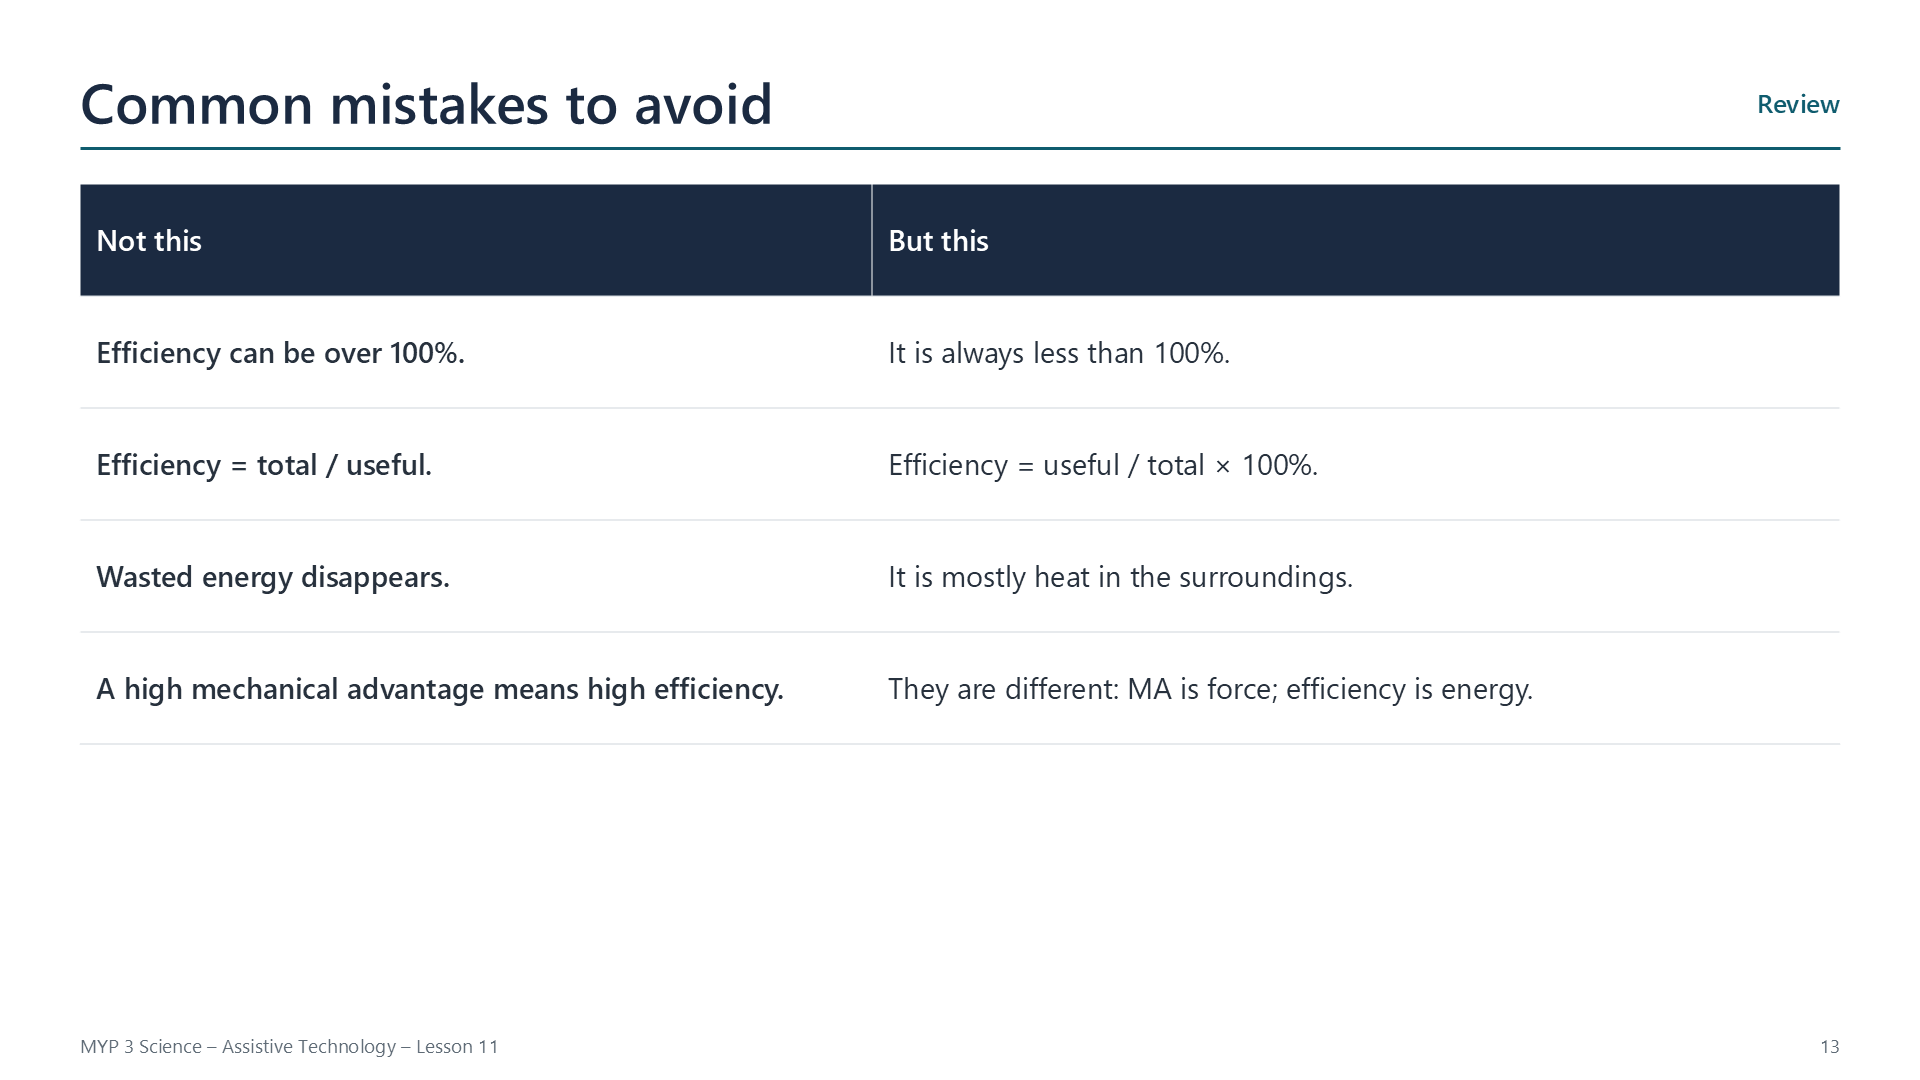 Common mistakes to avoid
Review
Not this
But this
Efficiency can be over 100%.
It is always less than 100%.
Efficiency = total / useful.
Efficiency = useful / total × 100%.
Wasted energy disappears.
It is mostly heat in the surroundings.
A high mechanical advantage means high efficiency.
They are different: MA is force; efficiency is energy.
MYP 3 Science – Assistive Technology – Lesson 11
13